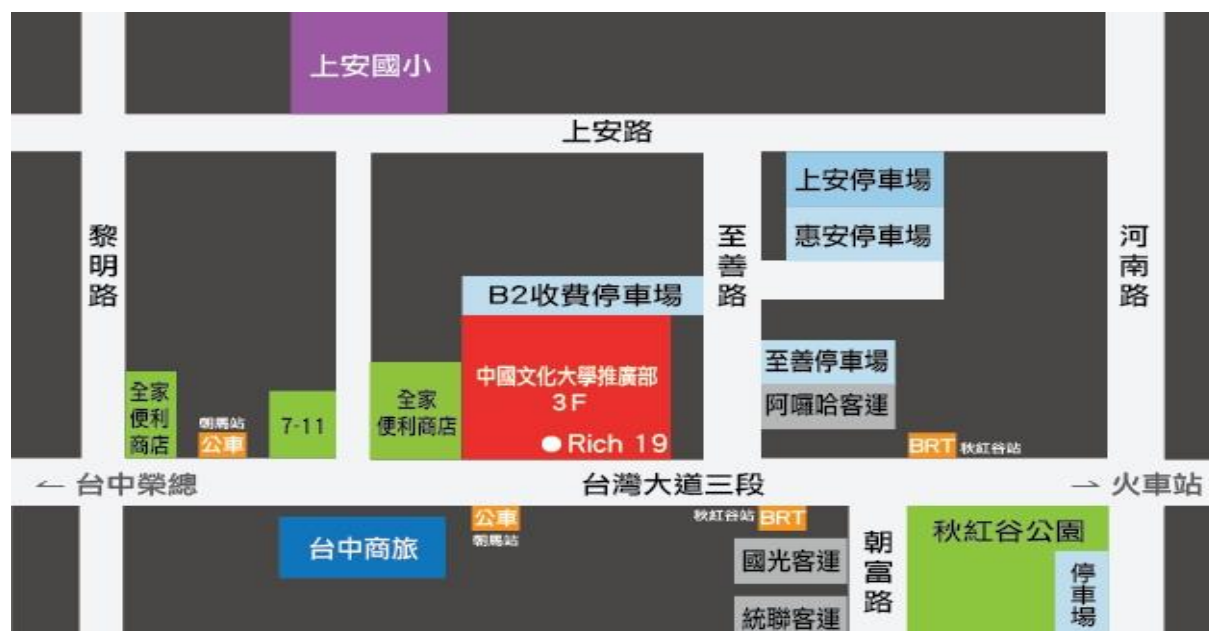 上安國小
上安路
上安停車場
惠安停車場
黎明路
至善路
河南路
B2收費停車場
中國文化大學推廣部
3F
Rich 19
全家
便利
商店
朝馬站
公車
7-11
全家
便利商店
至善停車場
阿囉哈客運
BRT 秋紅谷站
← 台中榮總
台灣大道三段
→ 火車站
台中商旅
公車
朝馬站
秋紅谷站 BRT
國光客運
統聯客運
朝富路
秋紅谷公園
停車場